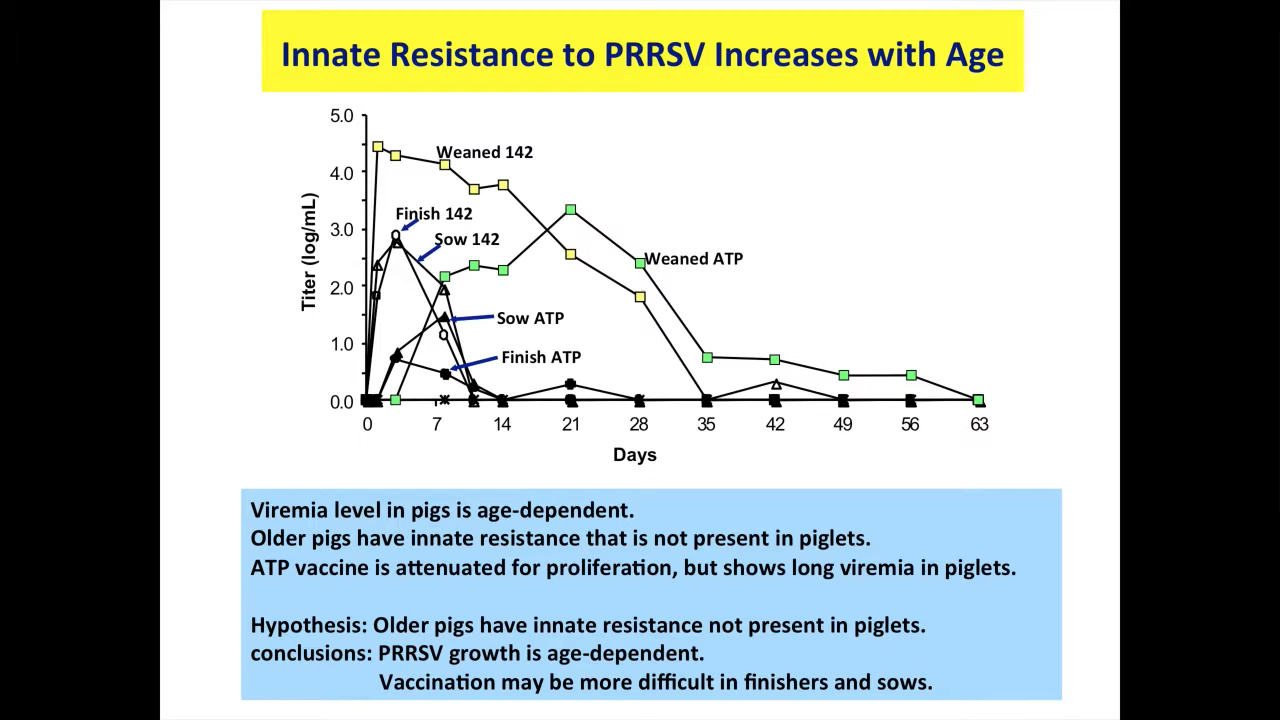 Innate Resistance to PRRSV Increases with Age
5.0
4.0
3.0
2.0
1.0
0.0
Titer (log/mL)
Weaned 142
Finish 142
Sow 142
Weaned ATP
Sow ATP
Finish ATP
0 7 14 21 28 35 42 49 56 63
Days
Viremia level in pigs is age-dependent.
Older pigs have innate resistance that is not present in piglets.
ATP vaccine is attenuated for proliferation, but shows long viremia in piglets.
Hypothesis: Older pigs have innate resistance not present in piglets.
conclusions: PRRSV growth is age-dependent.
Vaccination may be more difficult in finishers and sows.